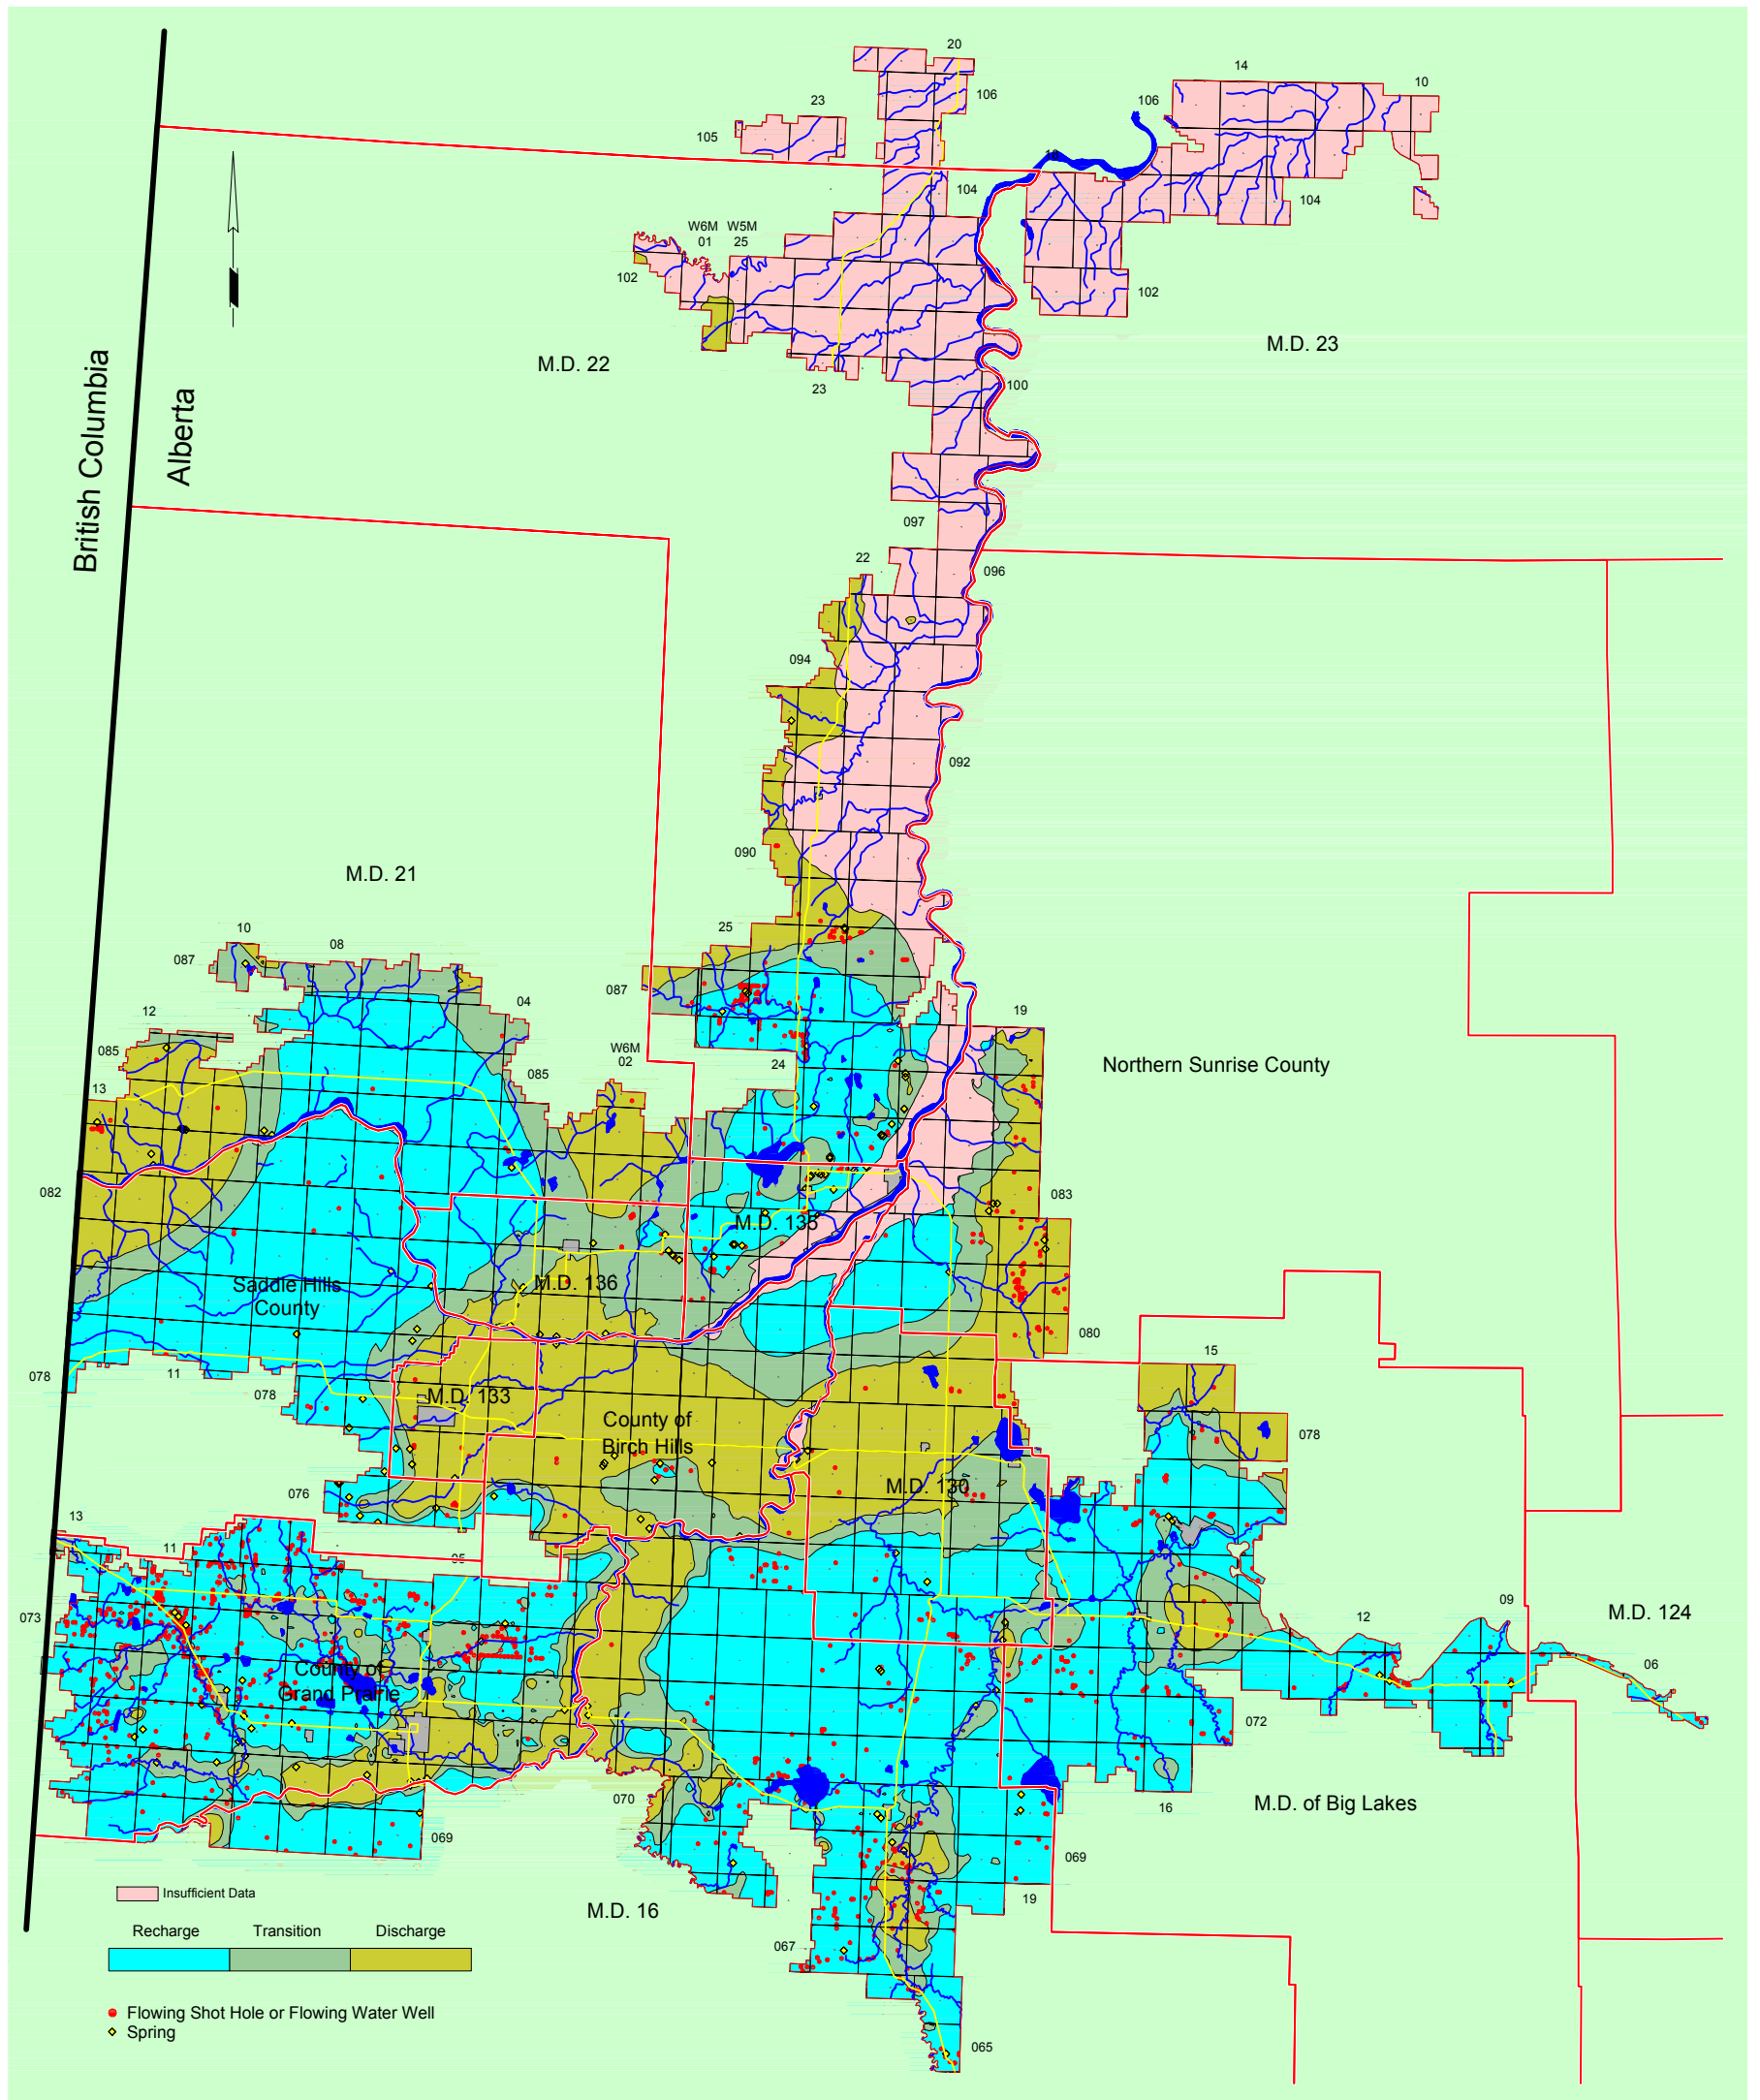 20
14
10
23
106
106
105
18
104
104
W6M W5M
01 25
102
102
M.D. 22
M.D. 23
23
100
British Columbia
Alberta
097
22
096
094
092
090
M.D. 21
25
10
08
087
087
04
12
19
085
W6M
02
24
Northern Sunrise County
13
085
082
083
M.D. 135
M.D. 136
Saddle Hills
County
080
15
078
11
078
M.D. 133
County of
Birch Hills
078
M.D. 130
076
13
11
05
073
12
09
M.D. 124
06
County of
Grand Prairie
072
070
16
M.D. of Big Lakes
069
069
19
Insufficient Data
M.D. 16
Recharge Transition Discharge
067
Flowing Shot Hole or Flowing Water Well
Spring
065